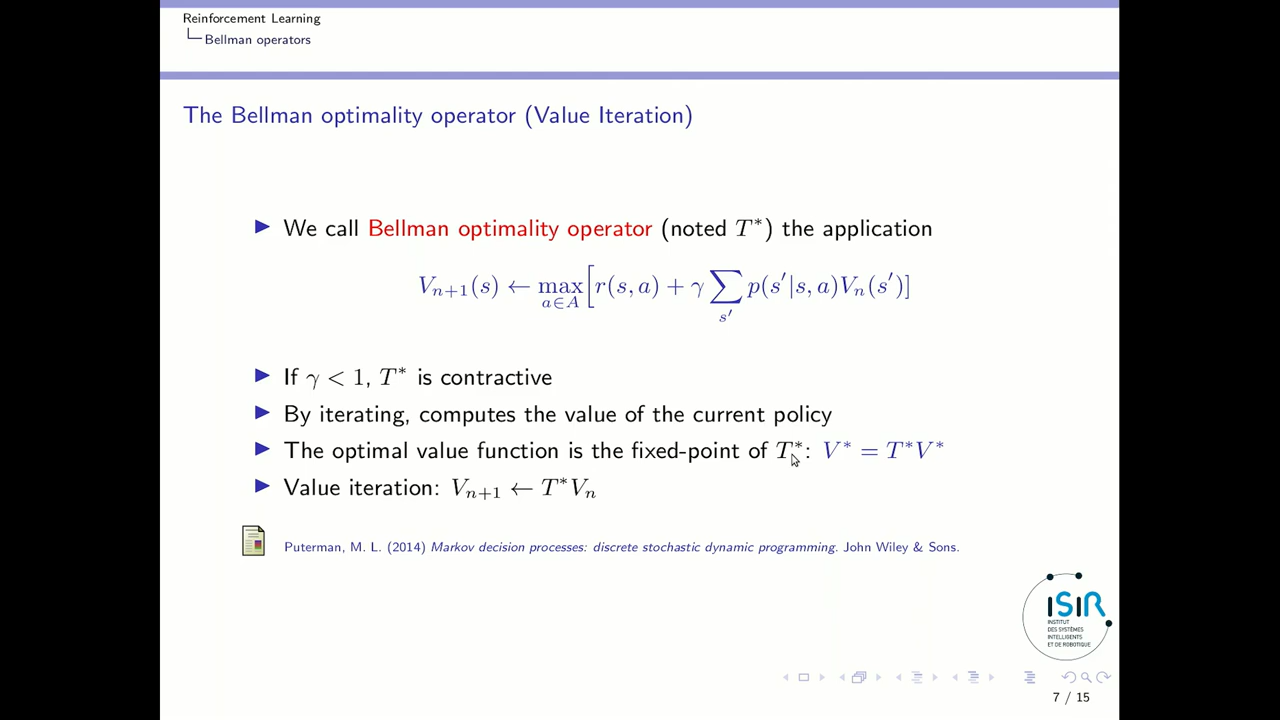 Reinforcement Learning
Bellman operators
The Bellman optimality operator (Value Iteration)
▶ We call Bellman optimality operator (noted T*) the application
V_{n+1}(s) ← max_{a∈A} [r(s, a) + γ ∑_{s'} p(s'|s, a)V_n(s')]
▶ If γ < 1, T* is contractive
▶ By iterating, computes the value of the current policy
▶ The optimal value function is the fixed-point of T*: V* = T*V*
▶ Value iteration: V_{n+1} ← T*V_n
Puterman, M. L. (2014) Markov decision processes: discrete stochastic dynamic programming. John Wiley & Sons.
ISIR
INSTITUT
DES SYSTÈMES
INTELLIGENTS
ET DE ROBOTIQUE
7 / 15